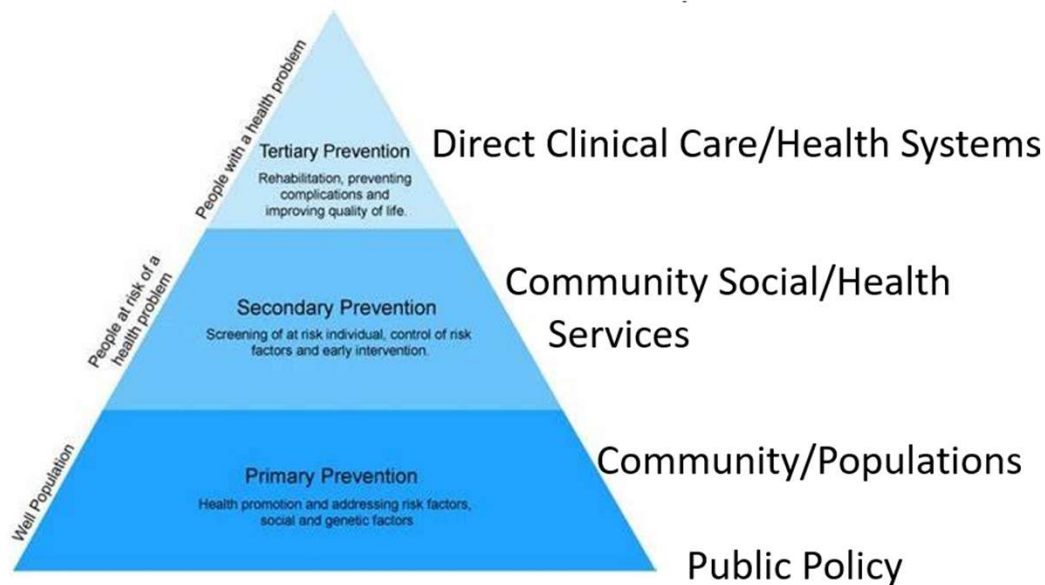 People with a health problem
Tertiary Prevention
Rehabilitation, preventing
complications and
improving quality of life.
Direct Clinical Care/Health Systems
People at risk of a
health problem
Secondary Prevention
Screening of at risk individual, control of risk
factors and early intervention.
Community Social/Health
Services
Well Population
Primary Prevention
Health promotion and addressing risk factors,
social and genetic factors
Community/Populations
Public Policy